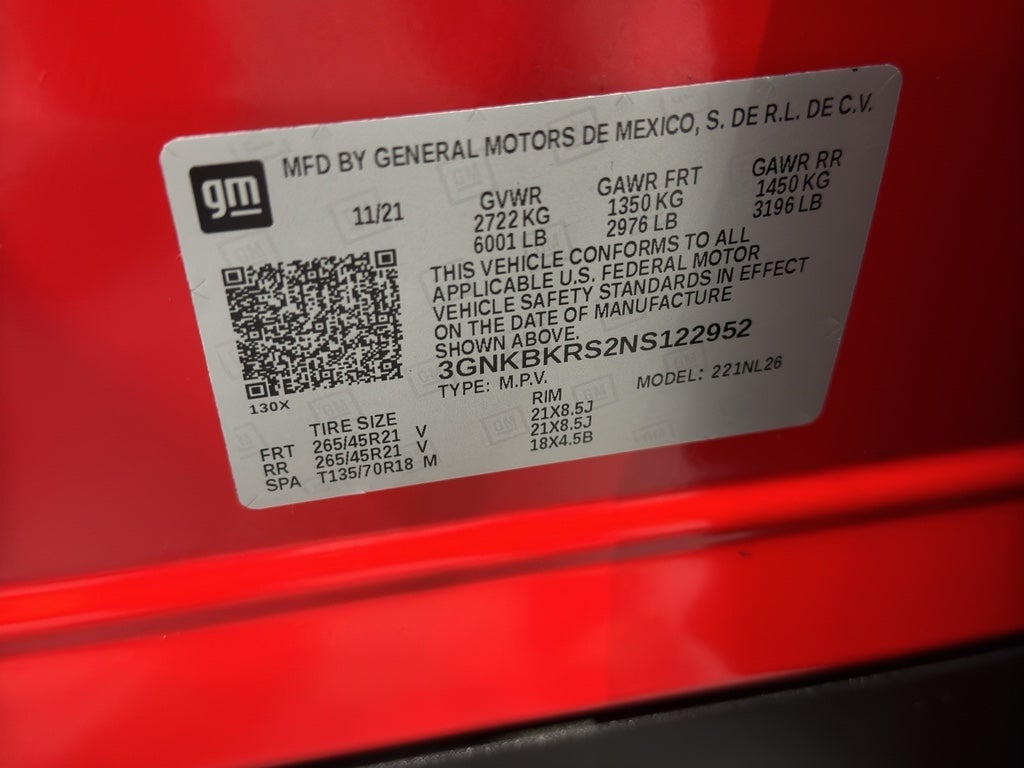 MFD BY GENERAL MOTORS DE MEXICO, S. DE R.L. DE C.V.
gm
11/21
GVWR
2722 KG
6001 LB
GAWR FRT
1350 KG
2976 LB
GAWR RR
1450 KG
3196 LB
THIS VEHICLE CONFORMS TO ALL
APPLICABLE U.S. FEDERAL MOTOR
VEHICLE SAFETY STANDARDS IN EFFECT
ON THE DATE OF MANUFACTURE
SHOWN ABOVE.
3GNKBKRS2NS122952
TYPE: M.P.V. MODEL: 221NL26
130X
TIRE SIZE RIM
FRT 265/45R21 V 21X8.5J
RR 265/45R21 V 21X8.5J
SPA T135/70R18 M 18X4.5B